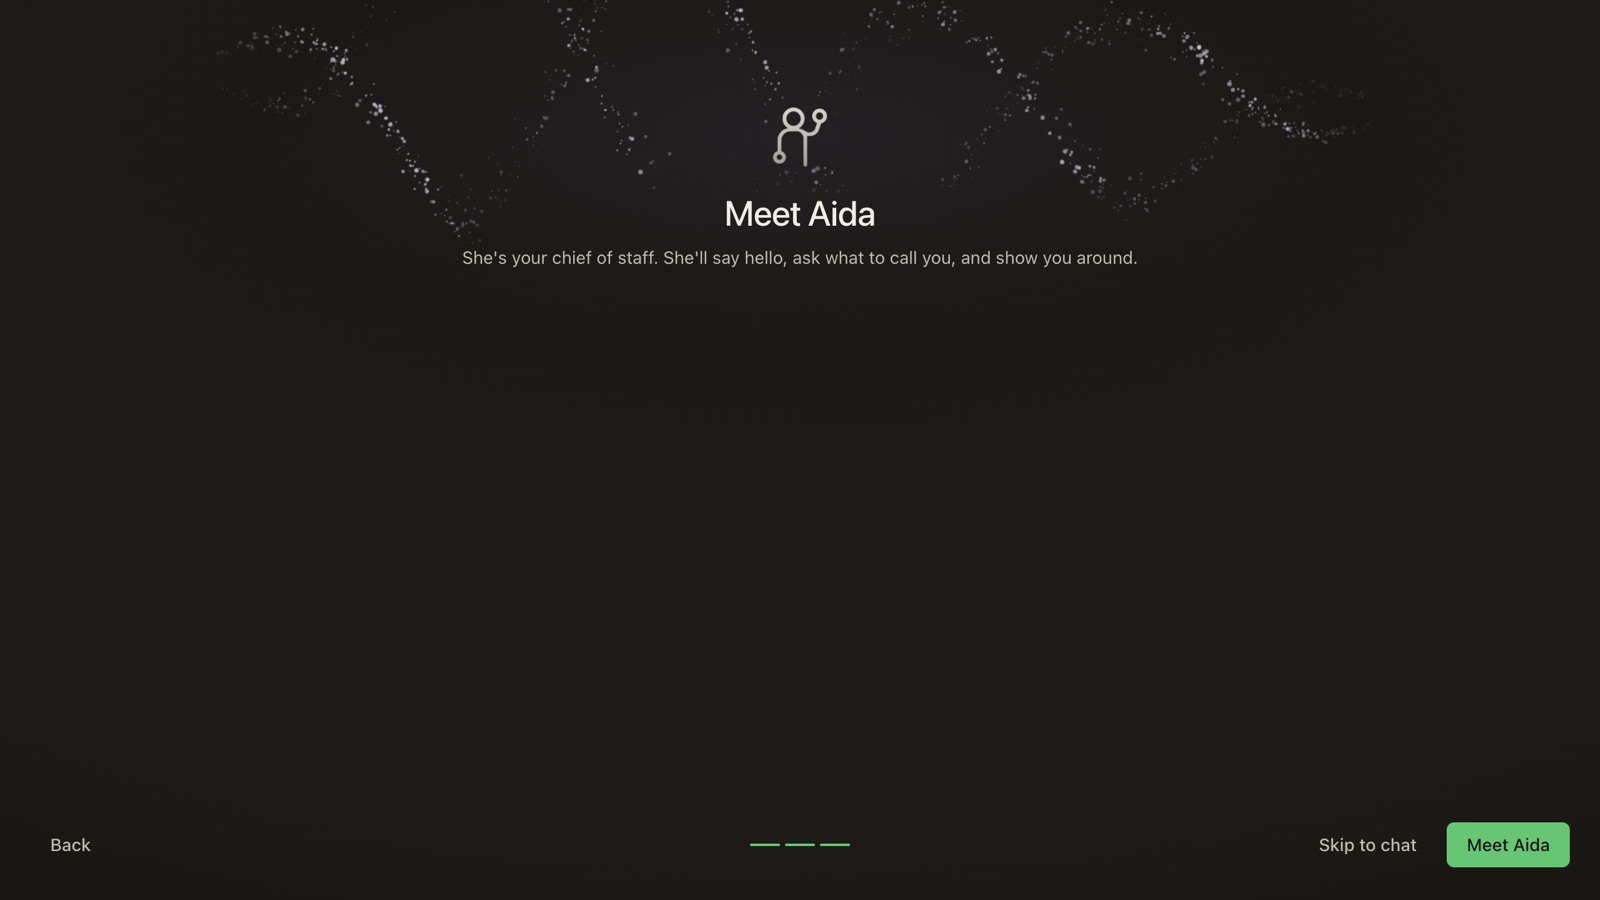 Meet Aida
She's your chief of staff. She'll say hello, ask what to call you, and show you around.
Back
Skip to chat
Meet Aida